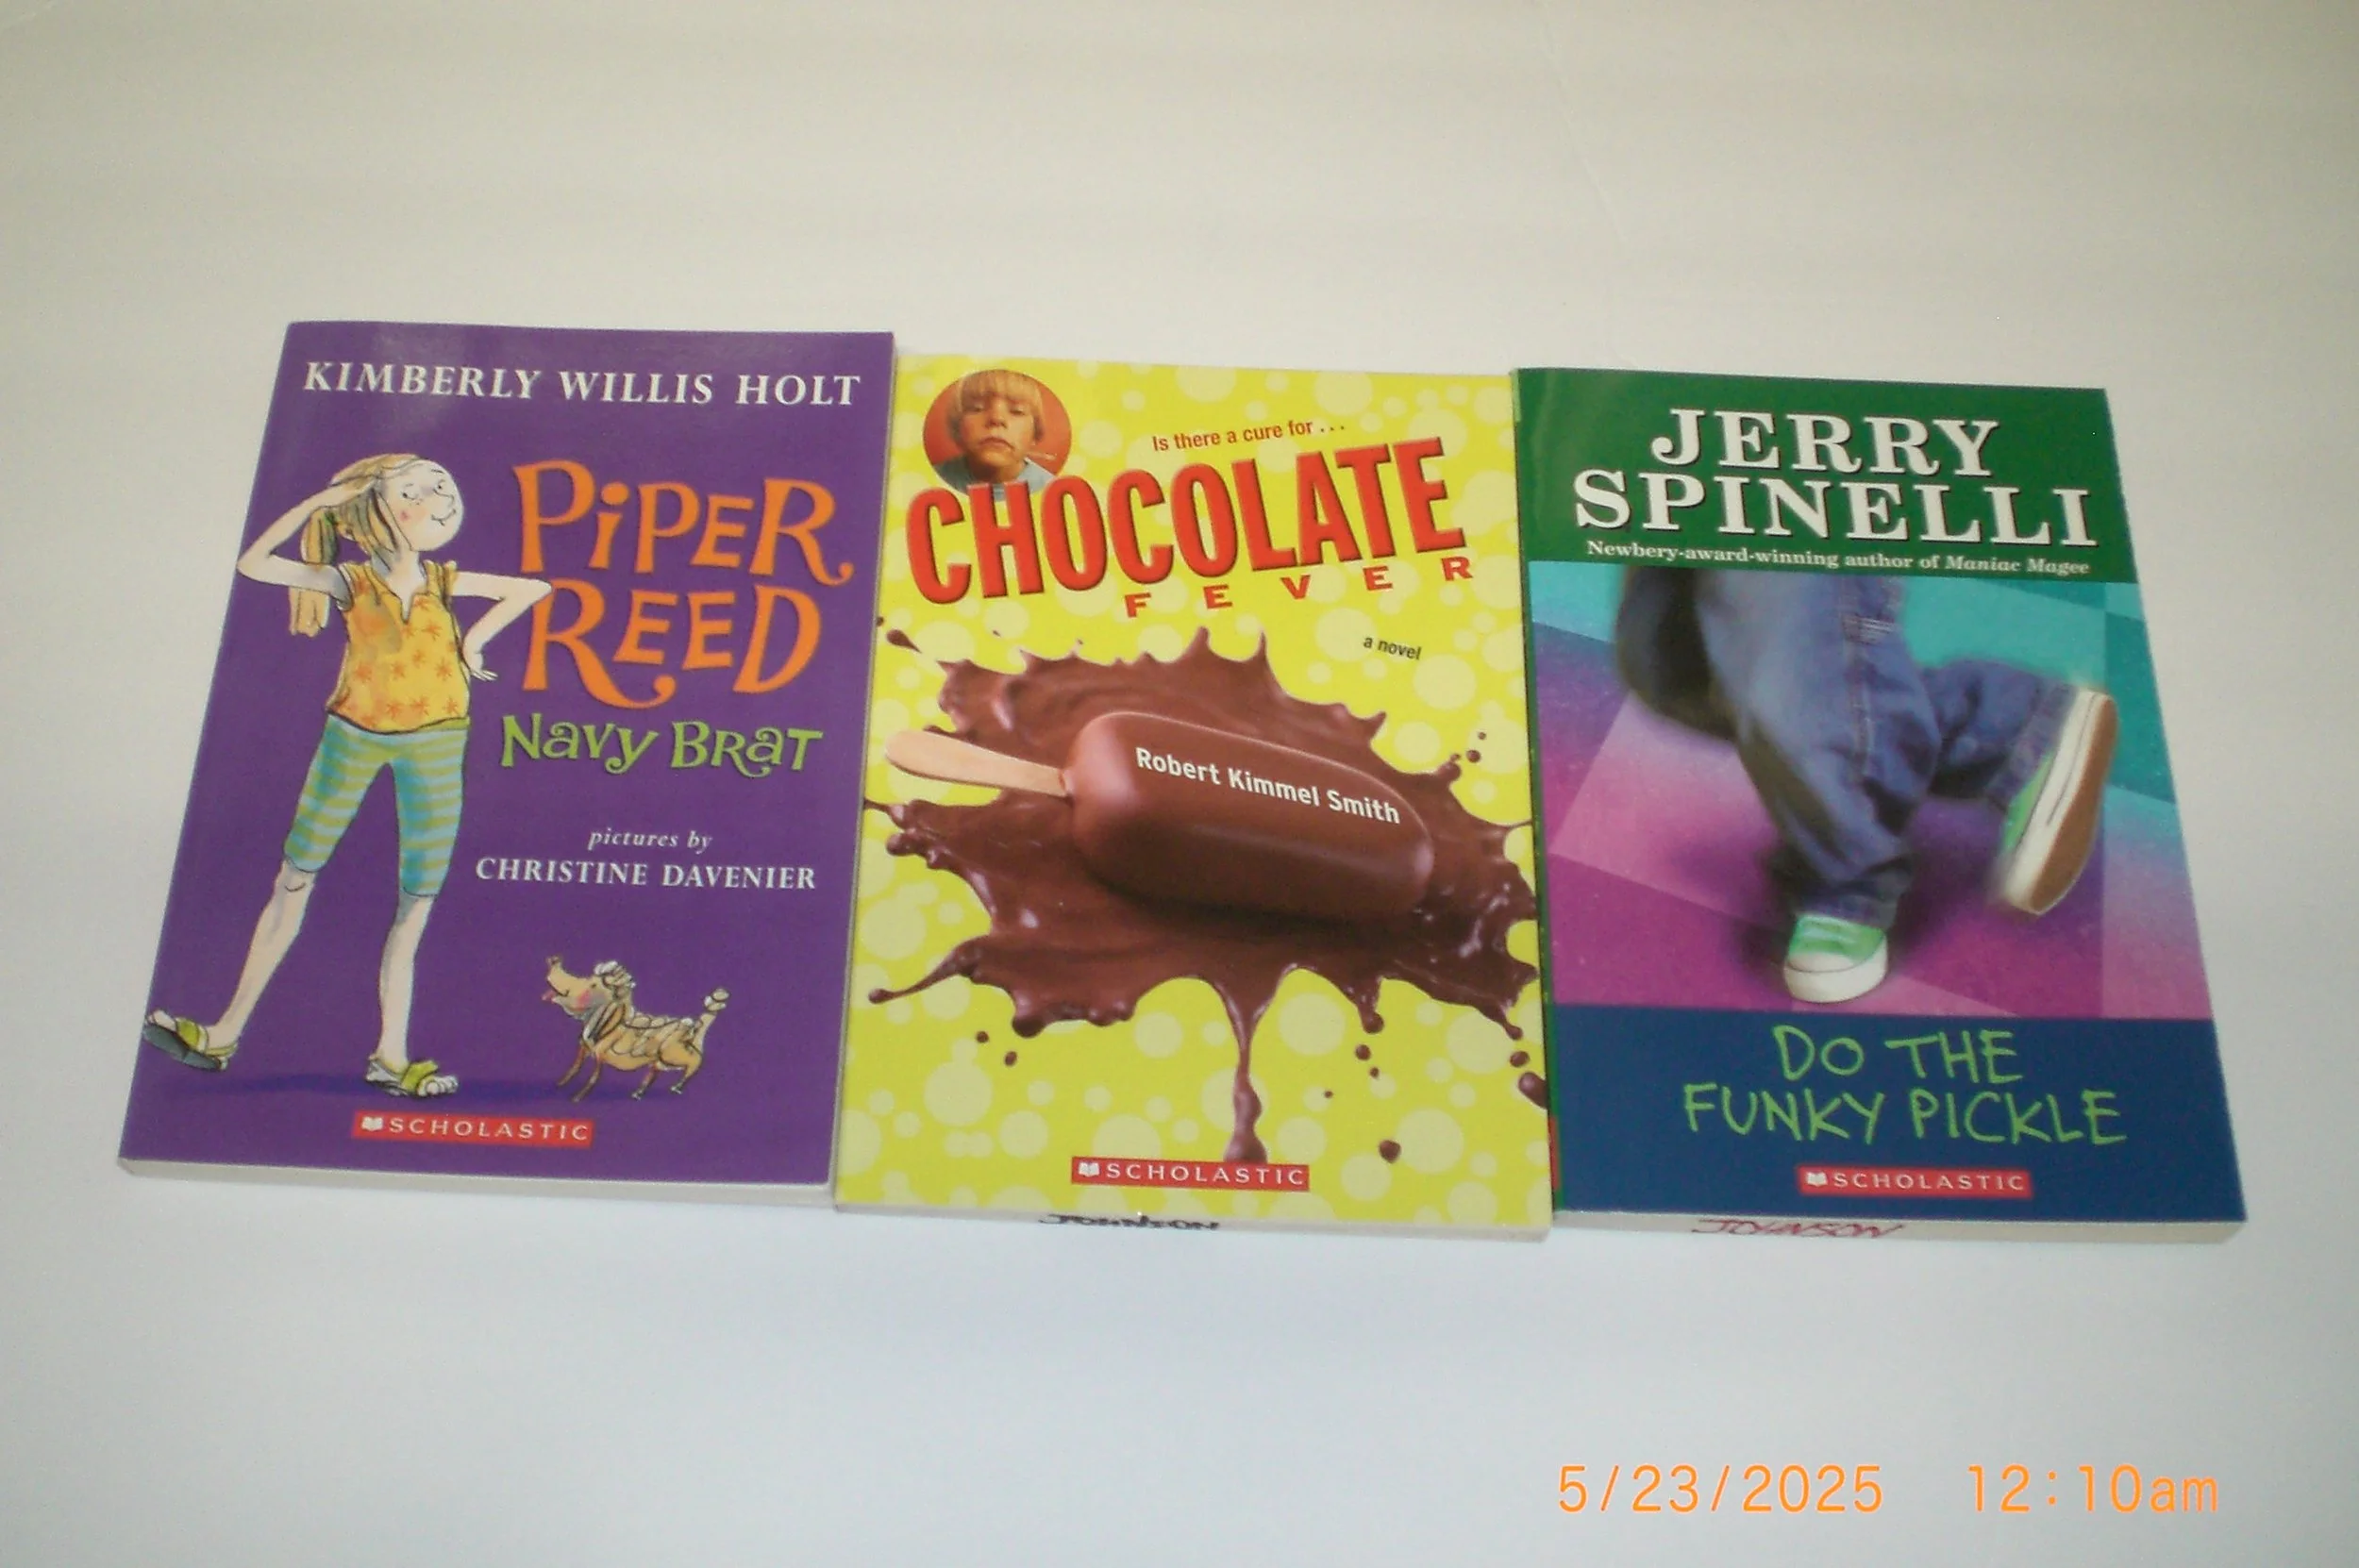 KIMBERLY WILLIS HOLT
PIPER
REED
NAVY BRAT
pictures by
CHRISTINE DAVENIER
SCHOLASTIC
Is there a cure for ...
CHOCOLATE
FEVER
a novel
Robert Kimmel Smith
SCHOLASTIC
JOHNSON
JERRY
SPINELLI
Newbery-award-winning author of Maniac Magee
DO THE
FUNKY PICKLE
SCHOLASTIC
JOHNSON
5/23/2025 12:10am